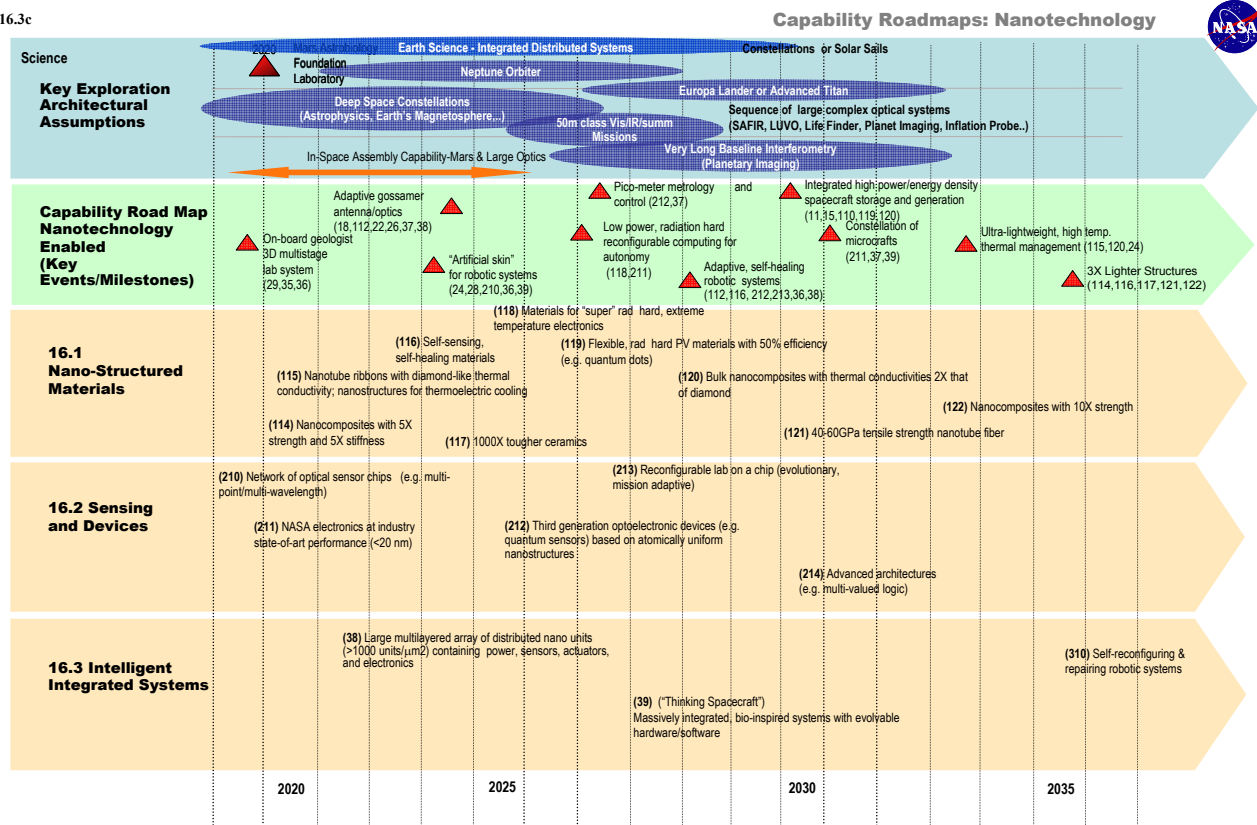 16.3c
Capability Roadmaps: Nanotechnology
NASA
Science
Key Exploration
Architectural
Assumptions
2020
Mars Astrobiology
Foundation
Laboratory
Earth Science - Integrated Distributed Systems
Constellations or Solar Sails
Neptune Orbiter
Europa Lander or Advanced Titan
Deep Space Constellations
(Astrophysics, Earth's Magnetosphere,..)
Sequence of large complex optical systems
(SAFIR, LUVO, Life Finder, Planet Imaging, Inflation Probe..)
50m class Vis/IR/summ
Missions
Very Long Baseline Interferometry
(Planetary Imaging)
In-Space Assembly Capability-Mars & Large Optics
Capability Road Map
Nanotechnology
Enabled
(Key
Events/Milestones)
On-board geologist
3D multistage
lab system
(29,35,36)
Adaptive gossamer
antenna/optics
(18,112,22,26,37,38)
"Artificial skin"
for robotic systems
(24,28,210,36,39)
Pico-meter metrology and
control (212,37)
Low power, radiation hard
reconfigurable computing for
autonomy
(118,211)
Adaptive, self-healing
robotic systems
(112,116, 212,213,36,38)
Integrated high power/energy density
spacecraft storage and generation
(11,15,110,119,120)
Constellation of
microcrafts
(211,37,39)
Ultra-lightweight, high temp.
thermal management (115,120,24)
3X Lighter Structures
(114,116,117,121,122)
16.1
Nano-Structured
Materials
(118) Materials for "super" rad hard, extreme
temperature electronics
(116) Self-sensing,
self-healing materials
(119) Flexible, rad hard PV materials with 50% efficiency
(e.g. quantum dots)
(115) Nanotube ribbons with diamond-like thermal
conductivity; nanostructures for thermoelectric cooling
(120) Bulk nanocomposites with thermal conductivities 2X that
of diamond
(122) Nanocomposites with 10X strength
(114) Nanocomposites with 5X
strength and 5X stiffness
(117) 1000X tougher ceramics
(121) 40-60GPa tensile strength nanotube fiber
16.2 Sensing
and Devices
(210) Network of optical sensor chips (e.g. multi-
point/multi-wavelength)
(213) Reconfigurable lab on a chip (evolutionary,
mission adaptive)
(211) NASA electronics at industry
state-of-art performance (<20 nm)
(212) Third generation optoelectronic devices (e.g.
quantum sensors) based on atomically uniform
nanostructures
(214) Advanced architectures
(e.g. multi-valued logic)
16.3 Intelligent
Integrated Systems
(38) Large multilayered array of distributed nano units
(>1000 units/μm2) containing power, sensors, actuators,
and electronics
(310) Self-reconfiguring &
repairing robotic systems
(39) ("Thinking Spacecraft")
Massively integrated, bio-inspired systems with evolvable
hardware/software
2020
2025
2030
2035